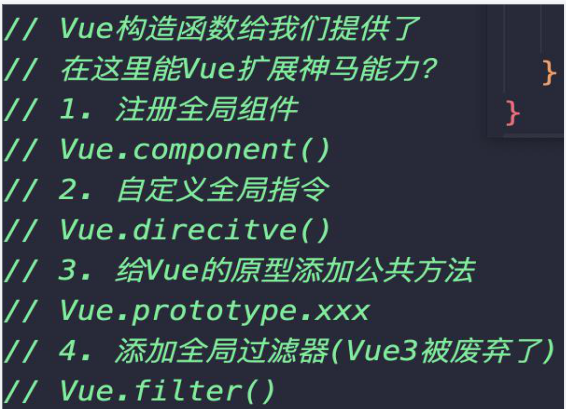 // Vue构造函数给我们提供了
// 在这里能Vue扩展神马能力?
// 1. 注册全局组件
// Vue.component()
// 2. 自定义全局指令
// Vue.direcitve()
// 3. 给Vue的原型添加公共方法
// Vue.prototype.xxx
// 4. 添加全局过滤器(Vue3被废弃了)
// Vue.filter()
}
}